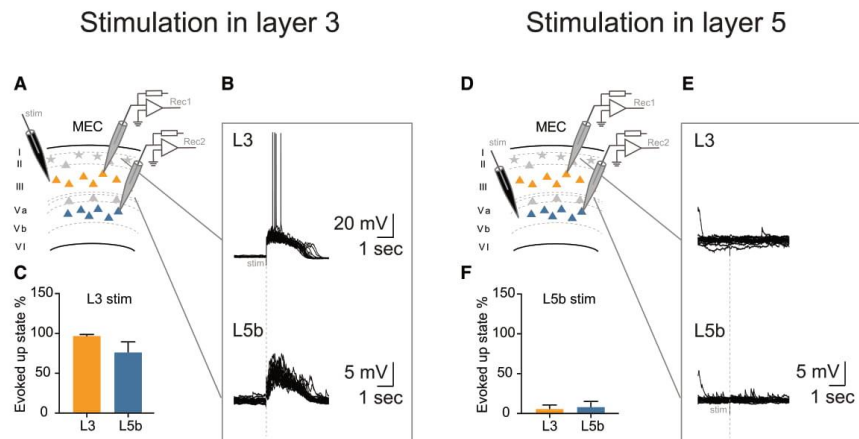 Stimulation in layer 3
Stimulation in layer 5
A
B
stim
Rec1
MEC
Rec2
I
II
III
Va
Vb
VI
L3
20 mV
1 sec
stim
L5b
5 mV
1 sec
C
Evoked up state %
150
100
50
0
L3 stim
L3
L5b
D
E
stim
Rec1
MEC
Rec2
I
II
III
Va
Vb
VI
L3
L5b
5 mV
1 sec
stim
F
Evoked up state %
150
100
50
0
L5b stim
L3
L5b